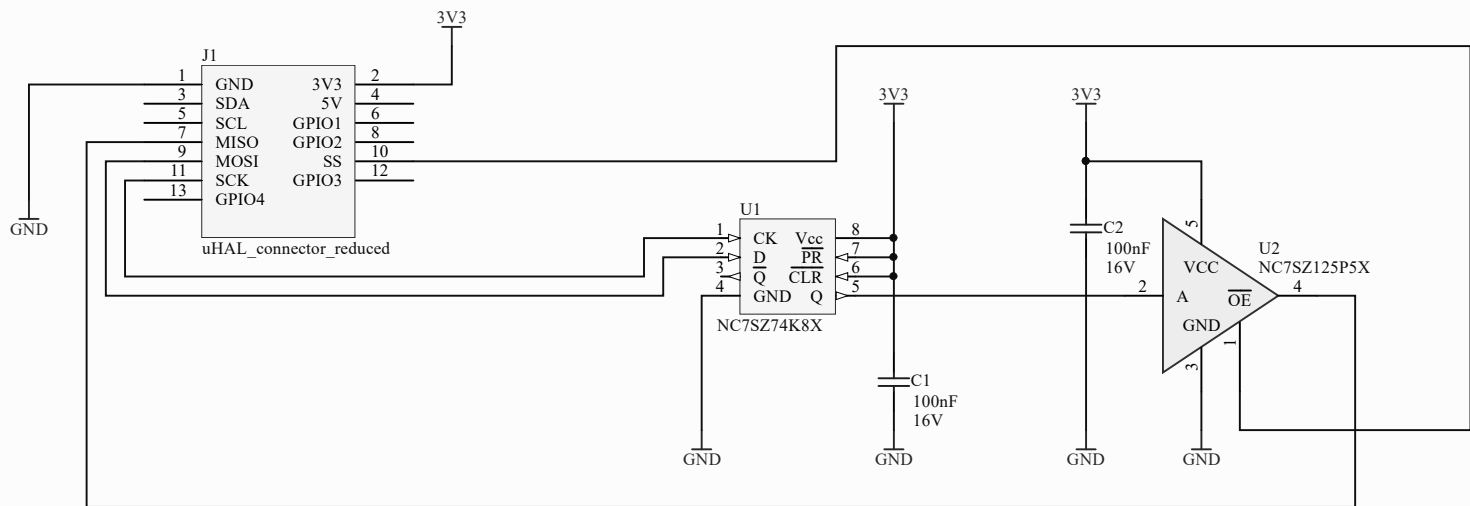 3V3
J1
1 GND 3V3 2
3 SDA 5V 4
5 SCL GPIO1 6
7 MISO GPIO2 8
9 MOSI SS 10
11 SCK GPIO3 12
13 GPIO4
uHAL_connector_reduced
GND
3V3
U1
1 CK Vcc 8
2 D PR 7
3 Q CLR 6
4 GND Q 5
NC7SZ74K8X
C1
100nF
16V
GND
GND
3V3
C2
100nF
16V
GND
U2
NC7SZ125P5X
5
VCC
2 A OE 4
GND
1
3
GND